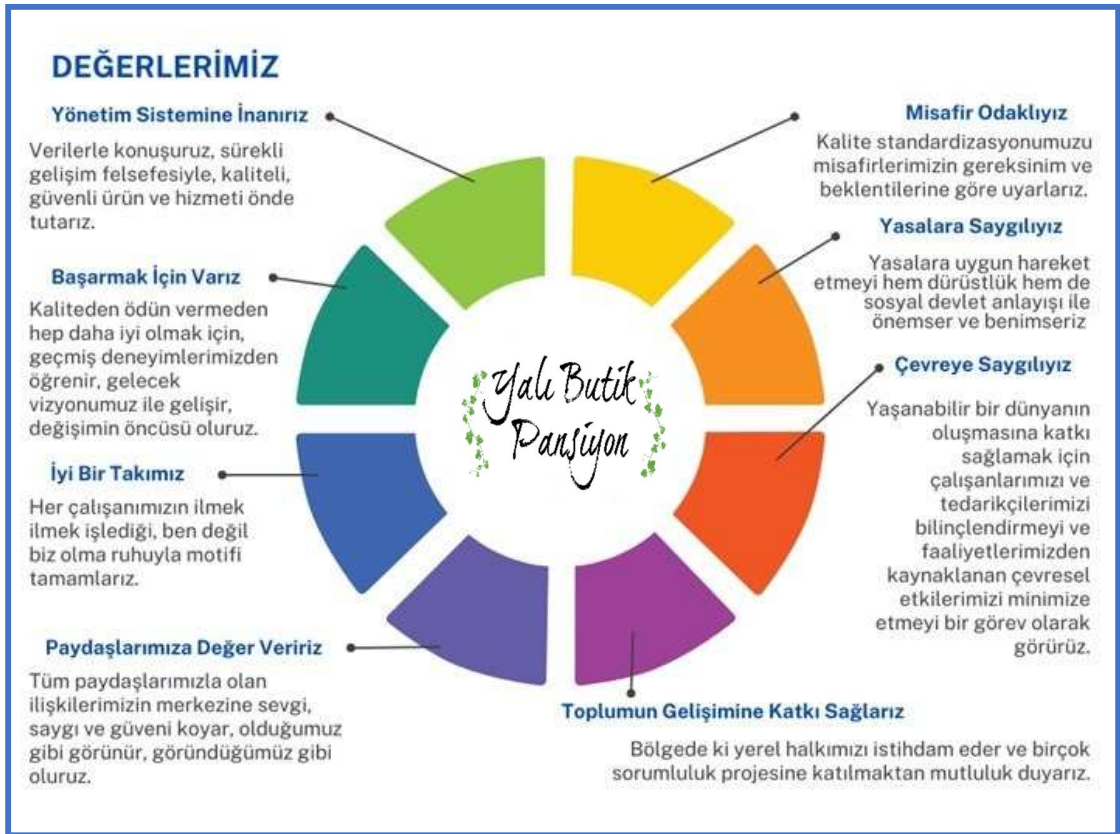 DEĞERLERİMİZ
Yönetim Sistemine İnanırız
Verilerle konuşuruz, sürekli
gelişim felsefesiyle, kaliteli,
güvenli ürün ve hizmeti önde
tutarız.
Başarmak İçin Varız
Kaliteden ödün vermeden
hep daha iyi olmak için,
geçmiş deneyimlerimizden
öğrenir, gelecek
vizyonumuz ile gelişir,
değişimin öncüsü oluruz.
İyi Bir Takımız
Her çalışanımızın ilmek
ilmek işlediği, ben değil
biz olma ruhuyla motifi
tamamlarız.
Paydaşlarımıza Değer Veririz
Tüm paydaşlarımızla olan
ilişkilerimizin merkezine sevgi,
saygı ve güveni koyar, olduğumuz
gibi görünür, göründüğümüz gibi
oluruz.
Yalı Butik
Pansiyon
Misafir Odaklıyız
Kalite standardizasyonumuzu
misafirlerimizin gereksinim ve
beklentilerine göre uyarlarız.
Yasalara Saygılıyız
Yasalara uygun hareket
etmeyi hem dürüstlük hem de
sosyal devlet anlayışı ile
önemser ve benimseriz
Çevreye Saygılıyız
Yaşanabilir bir dünyanın
oluşmasına katkı
sağlamak için
çalışanlarımızı ve
tedarikçilerimizi
bilinçlendirmeyi ve
faaliyetlerimizden
kaynaklanan çevresel
etkilerimizi minimize
etmeyi bir görev olarak
görürüz.
Toplumun Gelişimine Katkı Sağlarız
Bölgede ki yerel halkımızı istihdam eder ve birçok
sorumluluk projesine katılmaktan mutluluk duyarız.